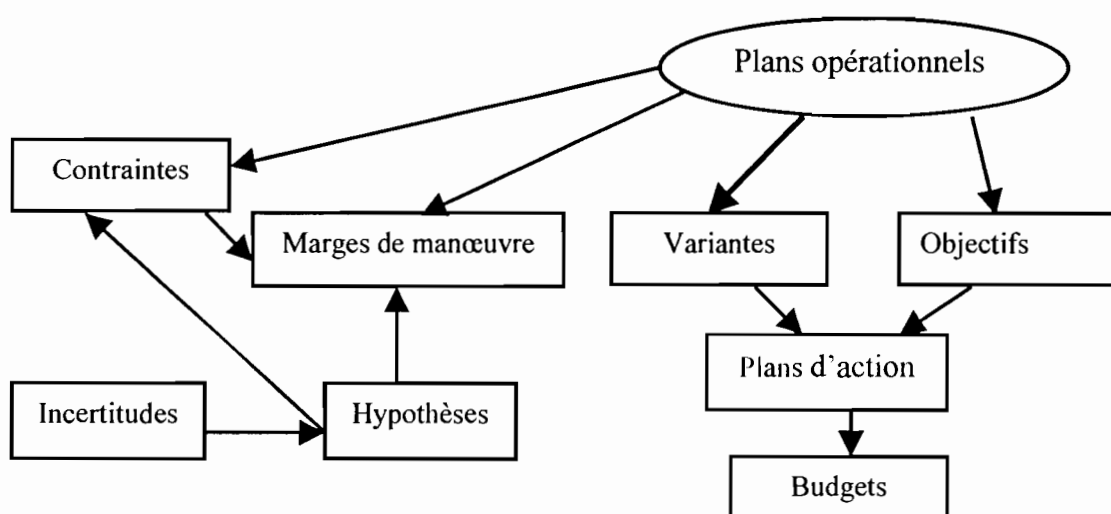 Plans opérationnels
Contraintes
Marges de manœuvre
Variantes
Objectifs
Plans d'action
Incertitudes
Hypothèses
Budgets